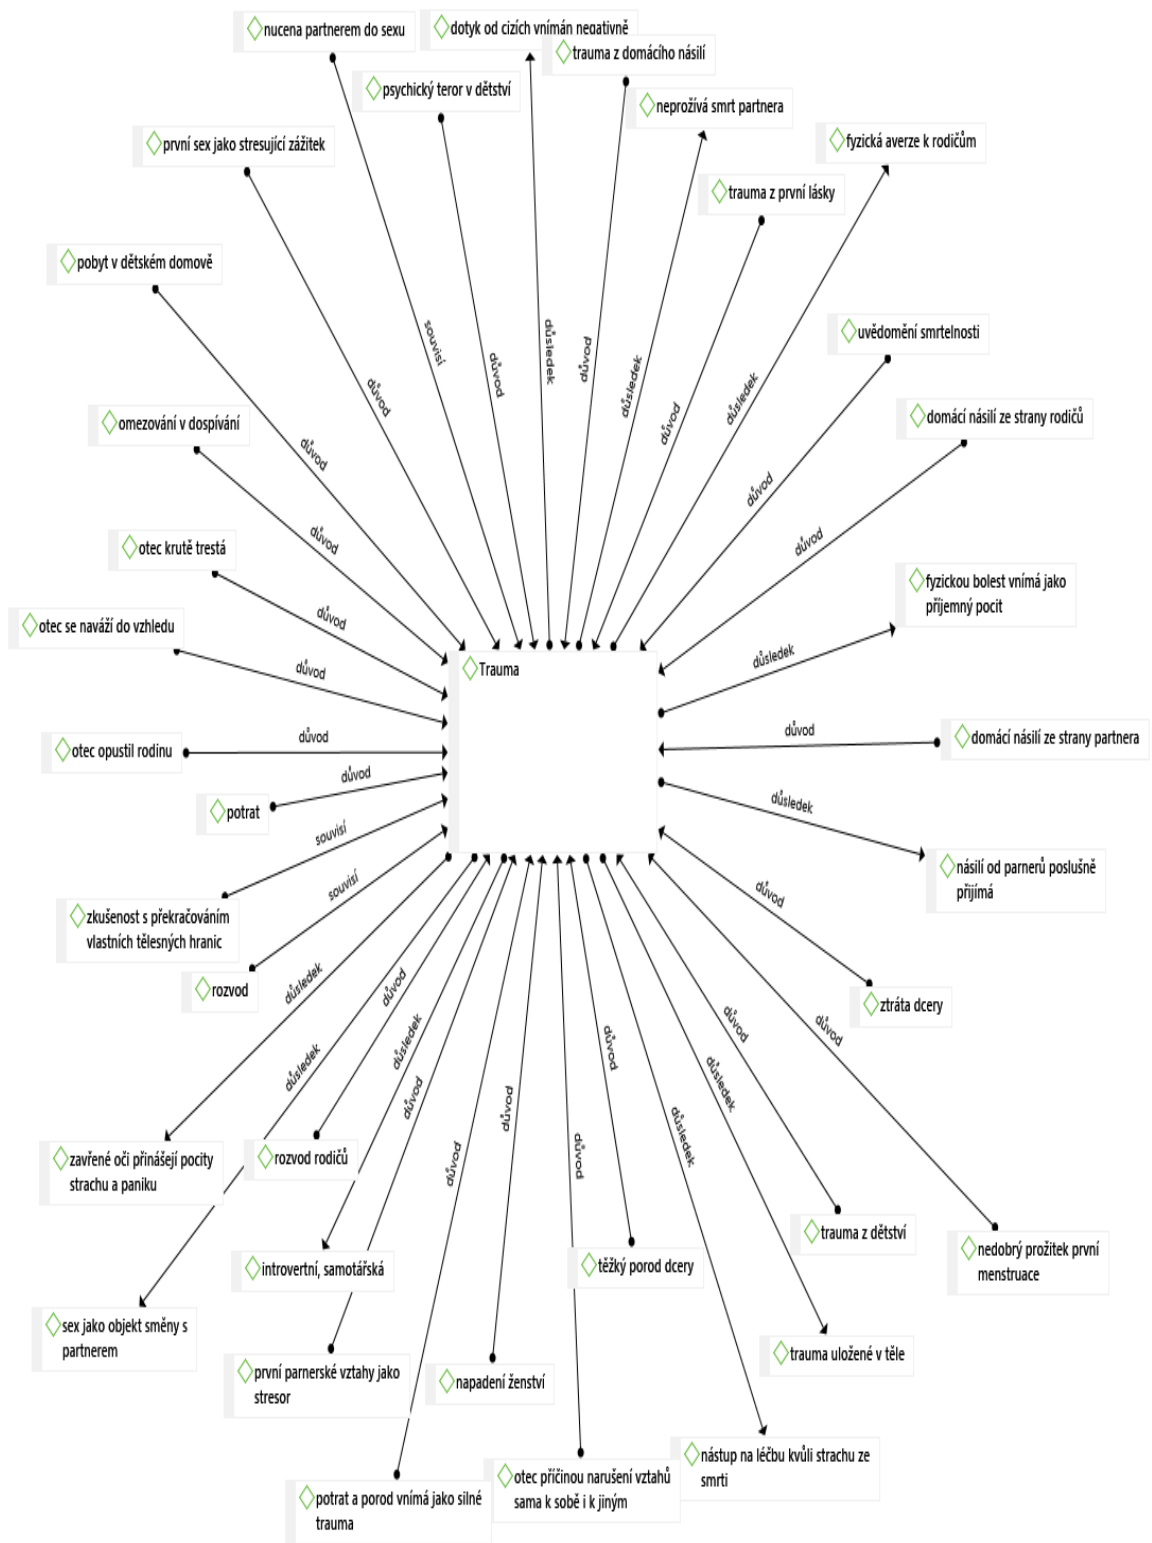 nucena partnerem do sexu
dotyk od cizích vnímán negativně
trauma z domácího násilí
psychický teror v dětství
neprožívá smrt partnera
první sex jako stresující zážitek
fyzická averze k rodičům
trauma z první lásky
pobyt v dětském domově
uvědomění smrtelnosti
souvisí
důsledek
důvod
důvod
důsledek
důvod
důvod
důsledek
omezování v dospívání
domácí násilí ze strany rodičů
důvod
důvod
důvod
důvod
otec krutě trestá
fyzickou bolest vnímá jako
příjemný pocit
důvod
otec se naváží do vzhledu
důvod
důsledek
Trauma
otec opustil rodinu
důvod
důvod
domácí násilí ze strany partnera
potrat
důvod
důsledek
souvisí
násilí od parnerů poslušně
přijímá
zkušenost s překračováním
vlastních tělesných hranic
souvisí
důvod
rozvod
důsledek
důvod
ztráta dcery
důsledek
důsledek
důvod
důvod
důvod
důvod
důvod
důsledek
důvod
důsledek
důvod
důvod
zavřené oči přinášejí pocity
strachu a paniku
rozvod rodičů
trauma z dětství
nedobrý prožitek první
menstruace
introvertní, samotářská
těžký porod dcery
sex jako objekt směny s
partnerem
první parnerské vztahy jako
stresor
napadení ženství
trauma uložené v těle
nástup na léčbu kvůli strachu ze
smrti
otec příčinou narušení vztahů
sama k sobě i k jiným
potrat a porod vnímá jako silné
trauma